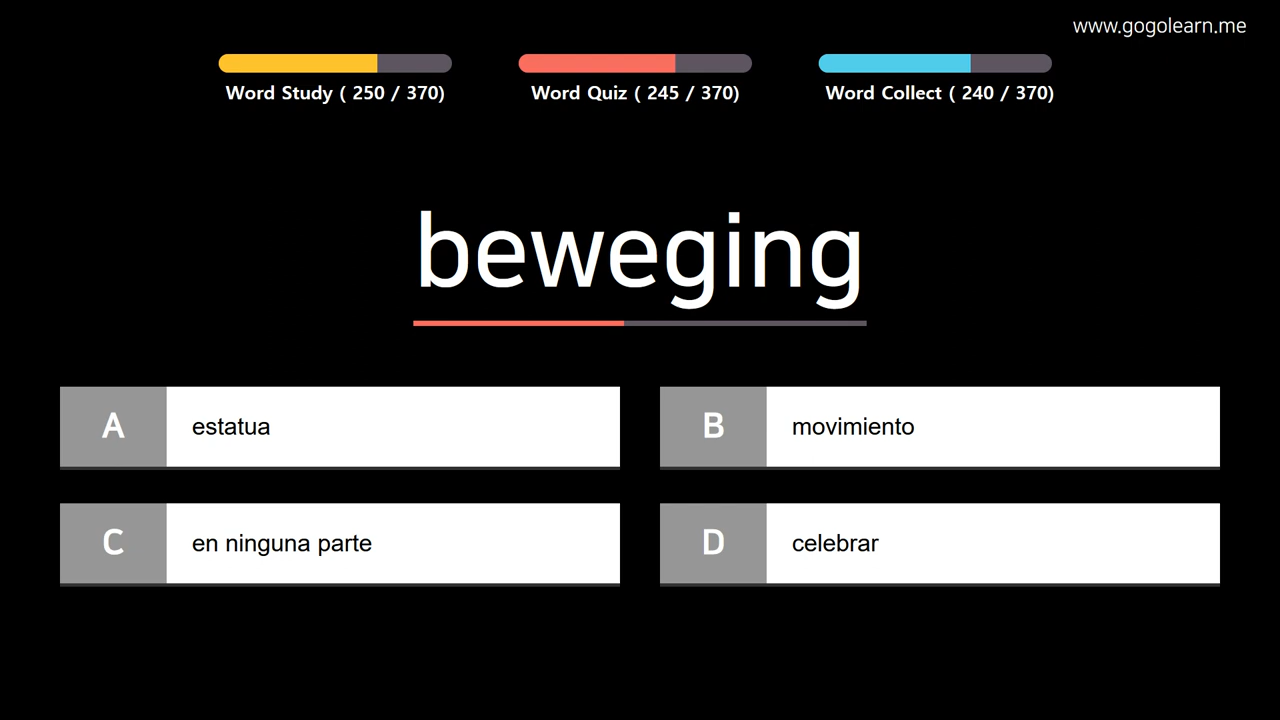 www.gogolearn.me
Word Study ( 250 / 370)
Word Quiz ( 245 / 370)
Word Collect ( 240 / 370)
beweging
A
estatua
B
movimiento
C
en ninguna parte
D
celebrar